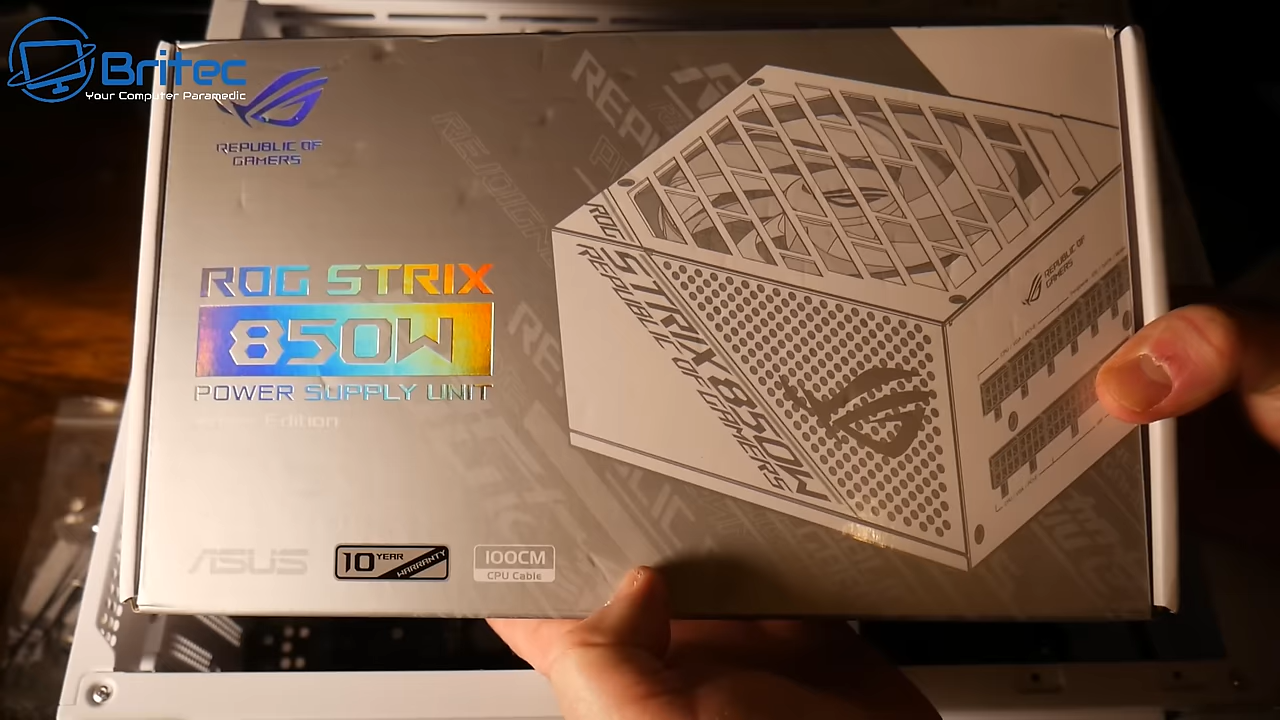 Britec
Your Computer Paramedic
REPUBLIC OF
GAMERS
ROG STRIX
850W
POWER SUPPLY UNIT
Edition
ASUS
10 YEAR
WARRANTY
100CM
CPU Cable
ROG
STRIX 850W
REPUBLIC OF GAMERS
REPUBLIC OF
GAMERS